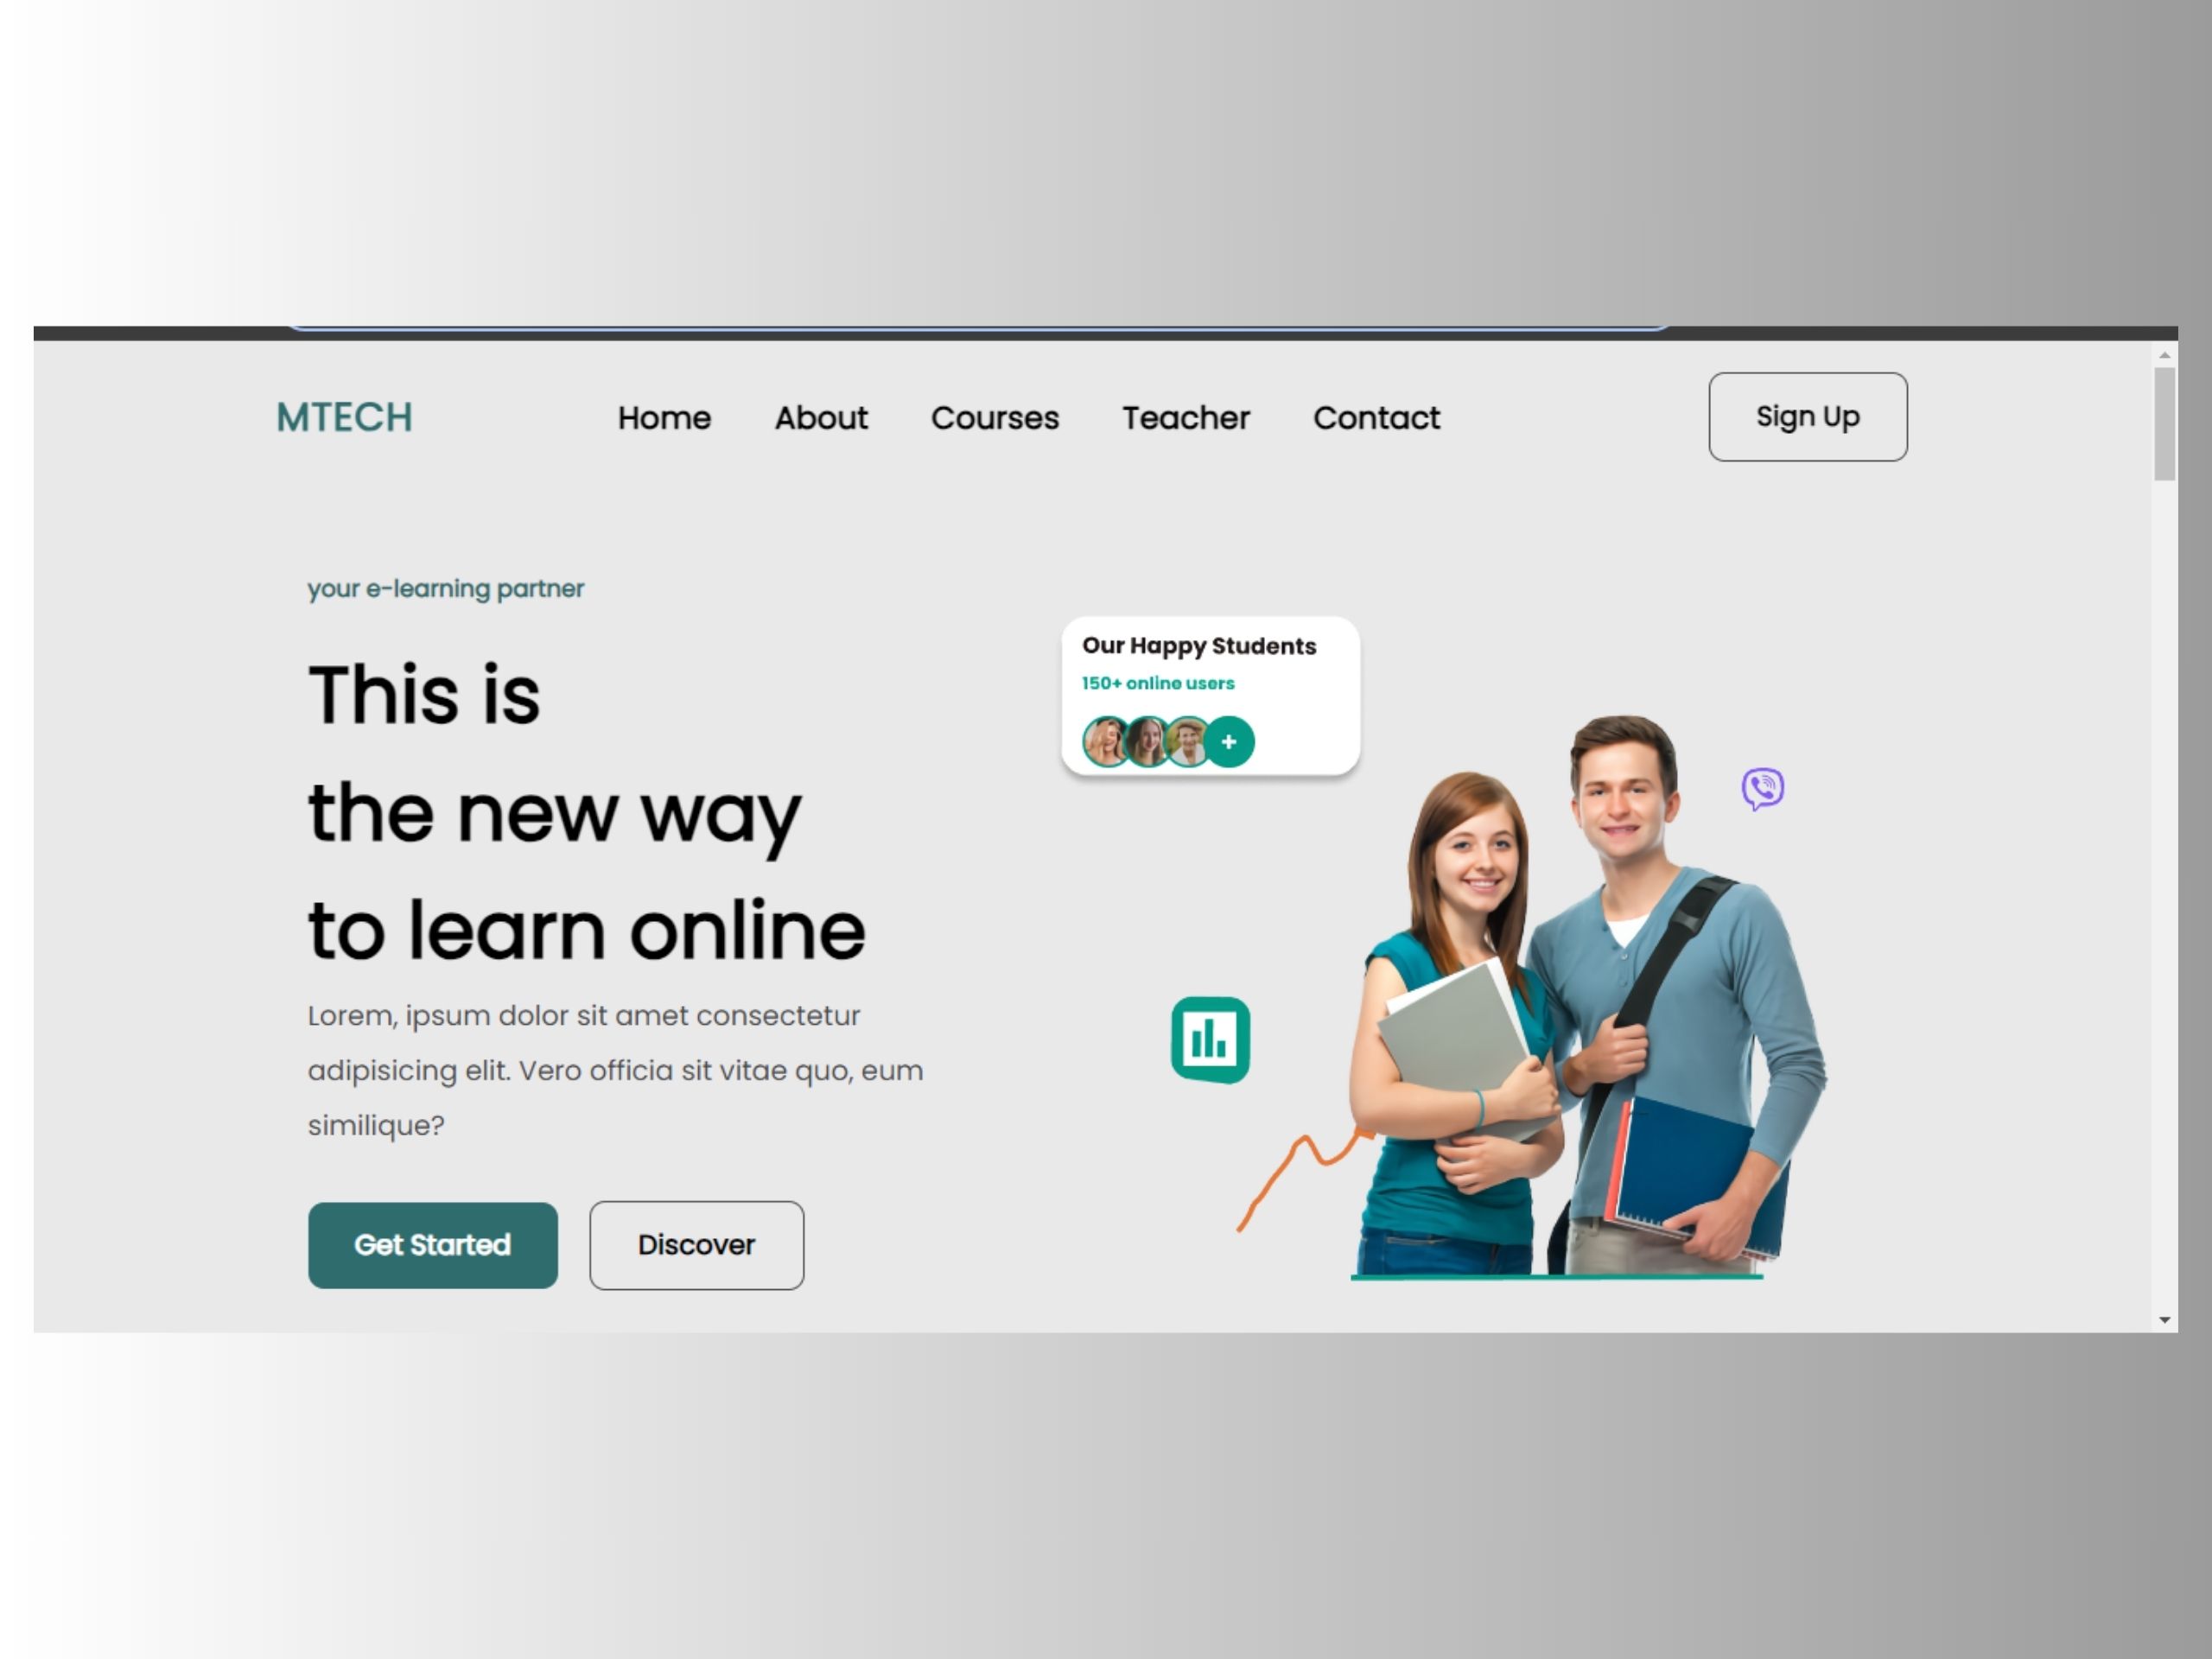 MTECH
Home
About
Courses
Teacher
Contact
Sign Up
your e-learning partner
This is
the new way
to learn online
Lorem, ipsum dolor sit amet consectetur
adipisicing elit. Vero officia sit vitae quo, eum
similique?
Get Started
Discover
Our Happy Students
150+ online users
+